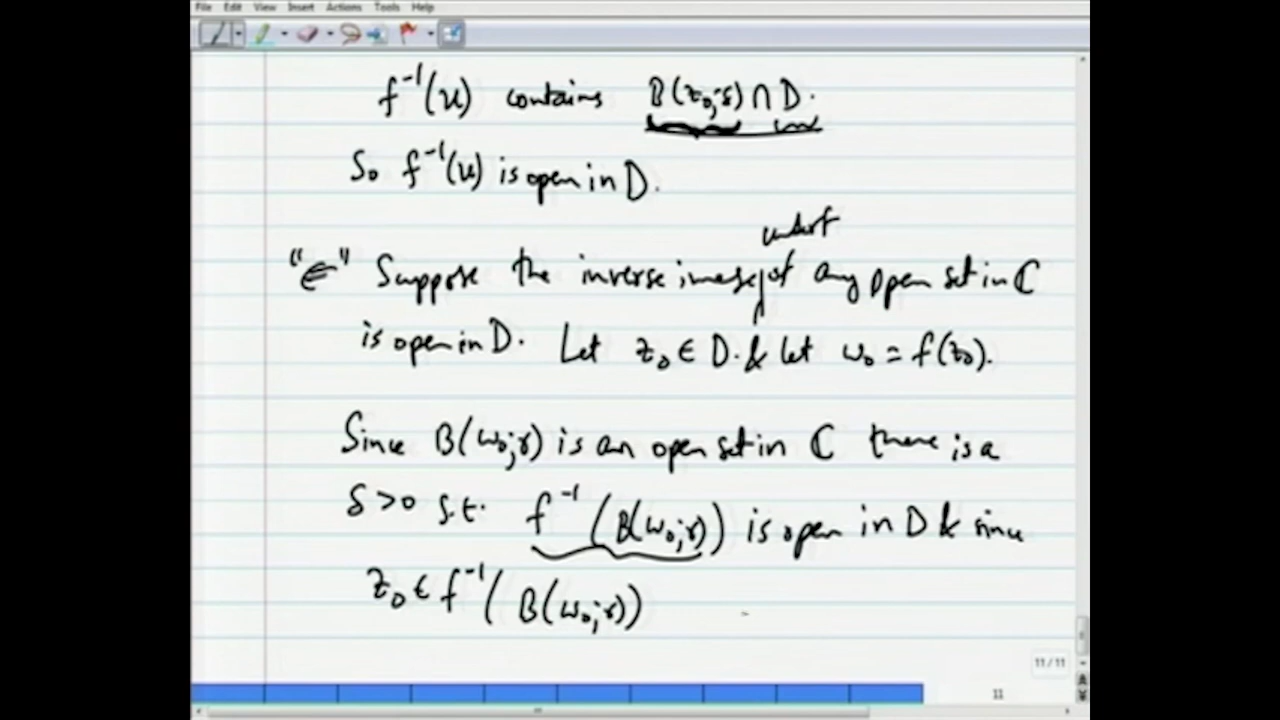 File Edit View Insert Actions Tools Help
f⁻¹(U) contains B(z₀;δ) ∩ D.
So f⁻¹(U) is open in D.
"⇐" Suppose the inverse image of any open set in ℂ
is open in D. Let z₀ ∈ D. & let w₀ = f(z₀).
Since B(w₀;r) is an open set in ℂ there is a
δ > 0 s.t. f⁻¹(B(w₀;r)) is open in D & since
z₀ ∈ f⁻¹(B(w₀;r))
11/11
11